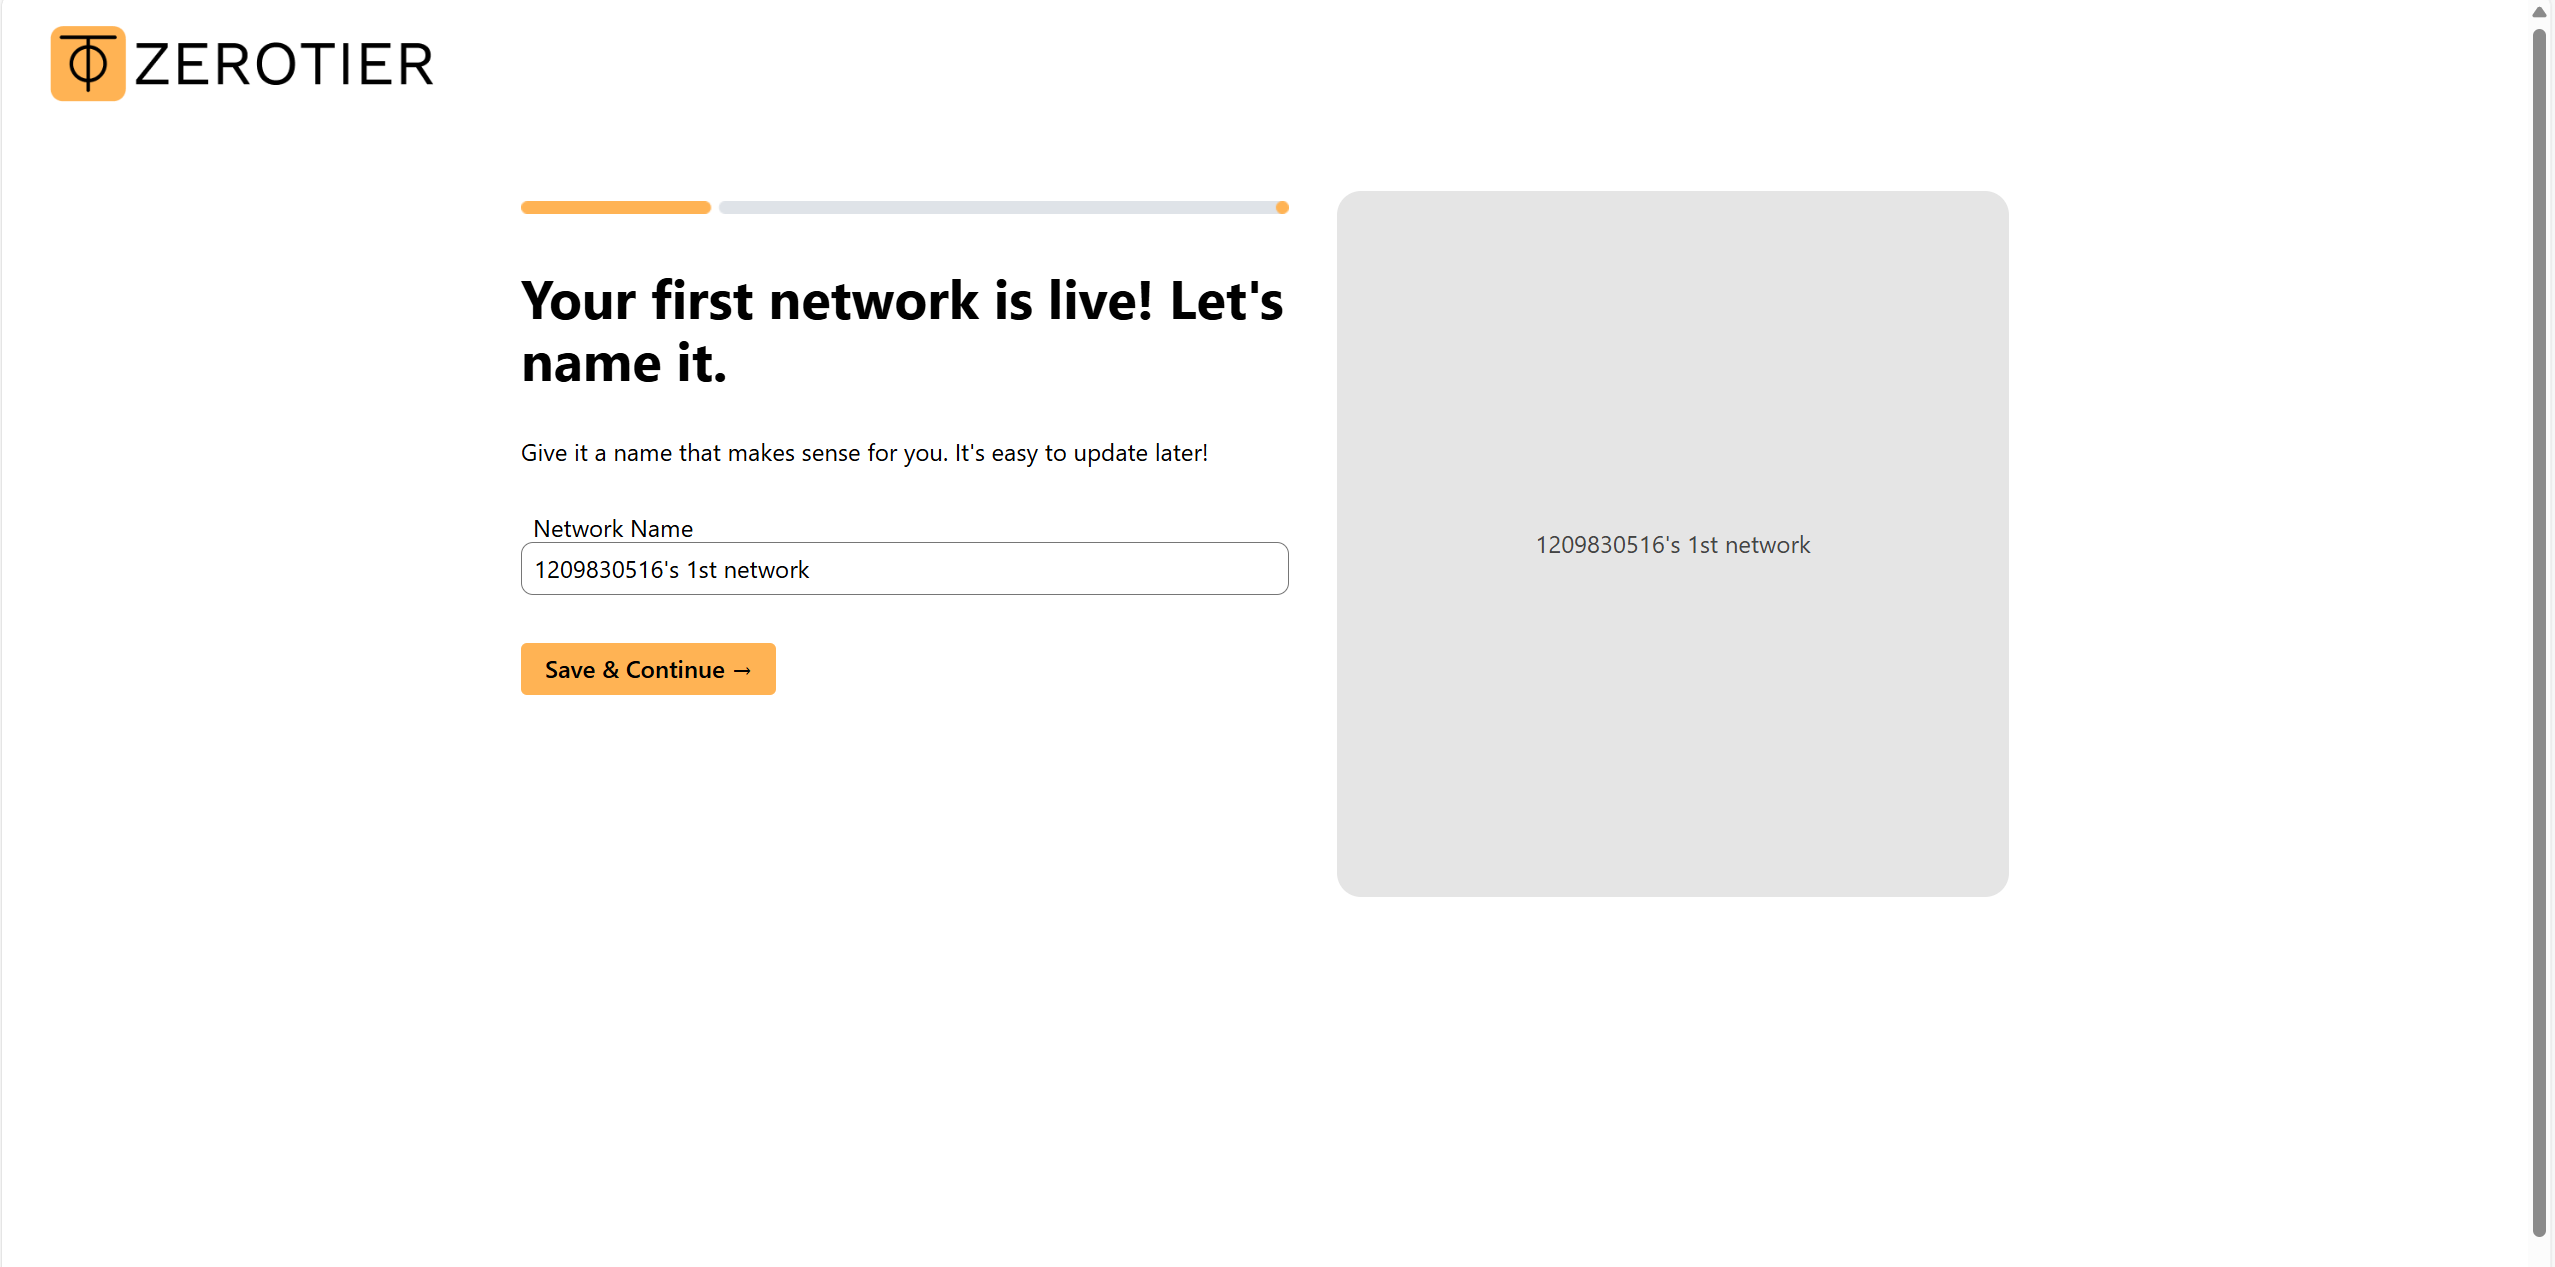 ZEROTIER
Your first network is live! Let's
name it.
Give it a name that makes sense for you. It's easy to update later!
Network Name
1209830516's 1st network
Save & Continue →
1209830516's 1st network